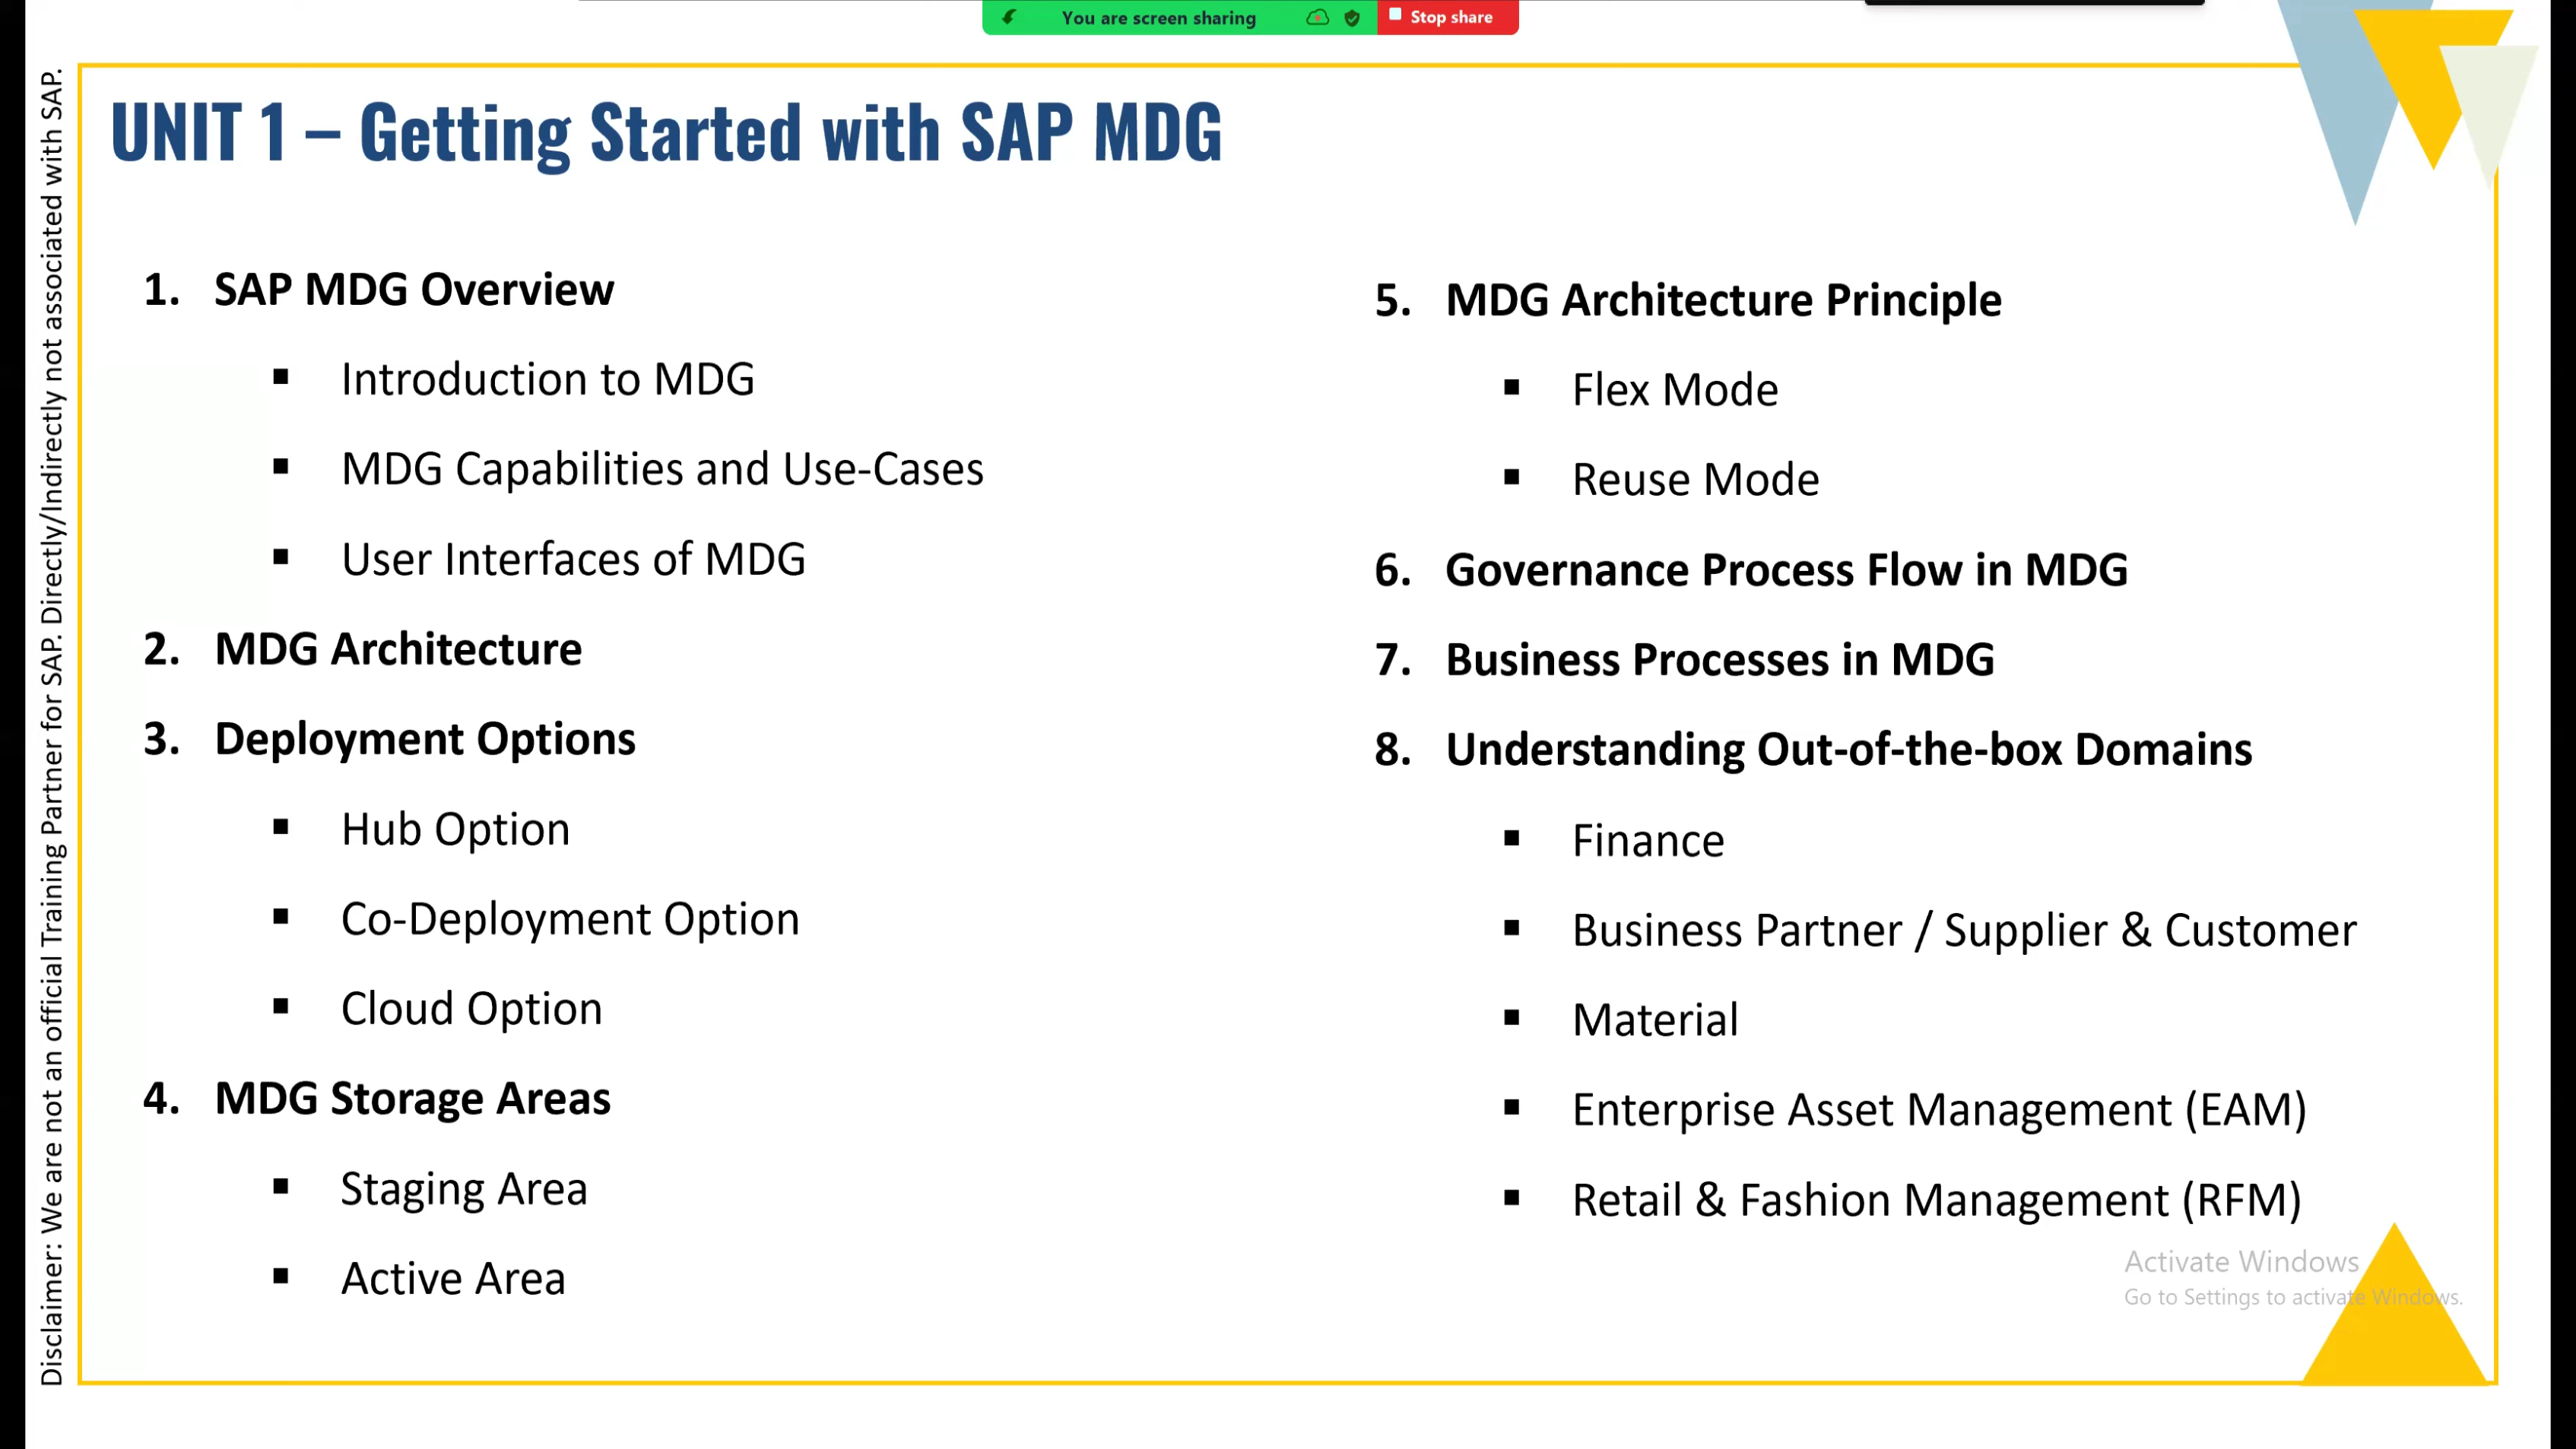 You are screen sharing
Stop share
Disclaimer: We are not an official Training Partner for SAP. Directly/Indirectly not associated with SAP.
UNIT 1 – Getting Started with SAP MDG
1. SAP MDG Overview
▪ Introduction to MDG
▪ MDG Capabilities and Use-Cases
▪ User Interfaces of MDG
2. MDG Architecture
3. Deployment Options
▪ Hub Option
▪ Co-Deployment Option
▪ Cloud Option
4. MDG Storage Areas
▪ Staging Area
▪ Active Area
5. MDG Architecture Principle
▪ Flex Mode
▪ Reuse Mode
6. Governance Process Flow in MDG
7. Business Processes in MDG
8. Understanding Out-of-the-box Domains
▪ Finance
▪ Business Partner / Supplier & Customer
▪ Material
▪ Enterprise Asset Management (EAM)
▪ Retail & Fashion Management (RFM)
Activate Windows
Go to Settings to activate Windows.